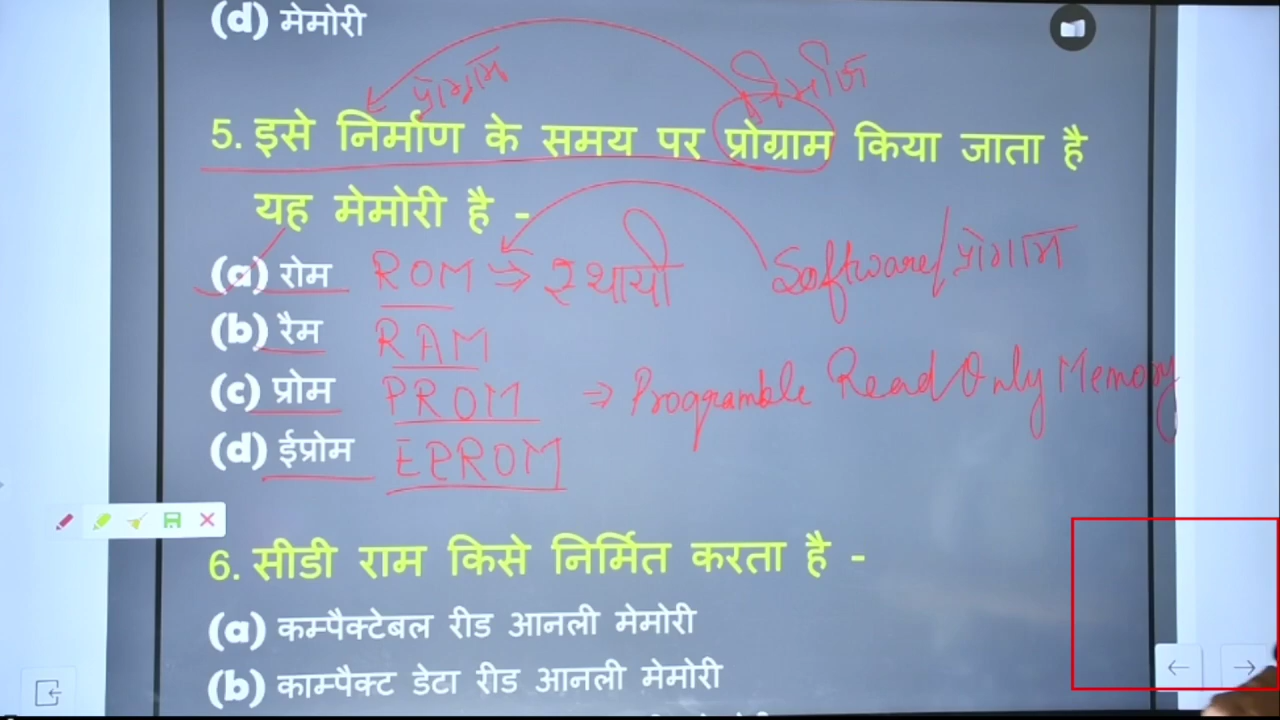 (d) मेमोरी
प्रोग्राम निर्माण
5. इसे निर्माण के समय पर प्रोग्राम किया जाता है
यह मेमोरी है -
(a) रोम ROM ⇒ स्थायी Software/प्रोग्राम
(b) रैम RAM
(c) प्रोम PROM ⇒ Programble Read Only Memory
(d) ईप्रोम EPROM
6. सीडी राम किसे निर्मित करता है -
(a) कम्पैक्टेबल रीड आनली मेमोरी
(b) काम्पैक्ट डेटा रीड आनली मेमोरी